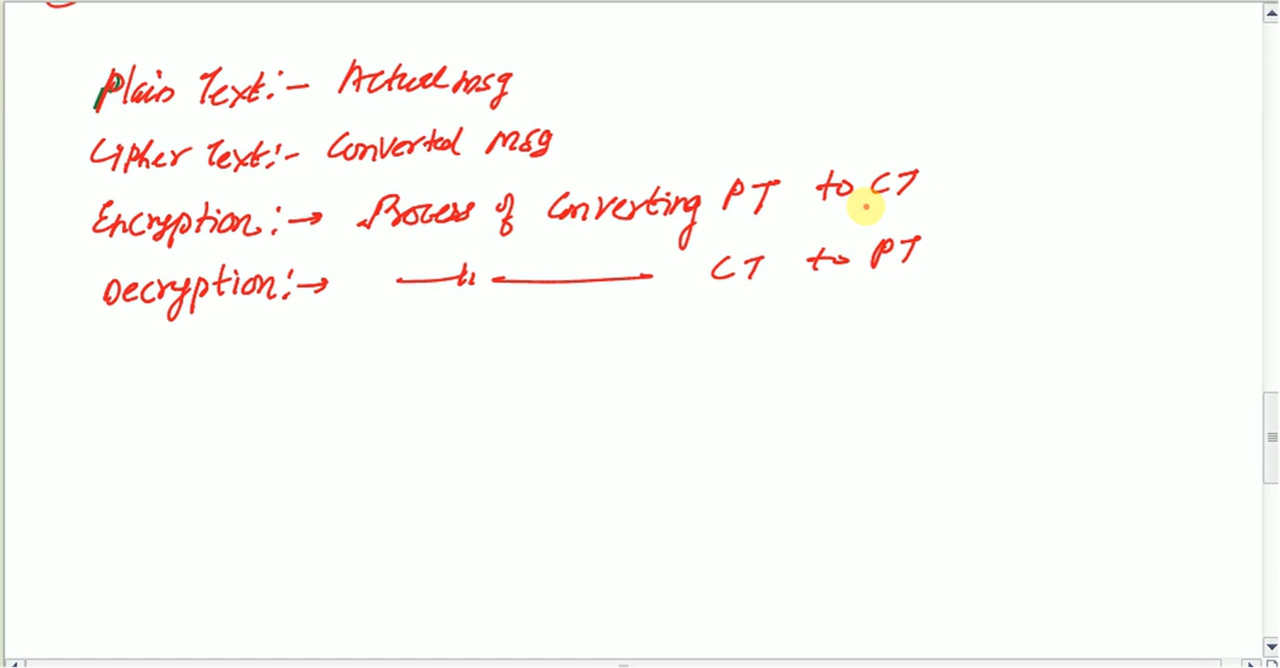 Plain Text:- Actual msg
Cipher Text:- Converted msg
Encryption:→ Process of Converting PT to CT
Decryption:→ —"— CT to PT